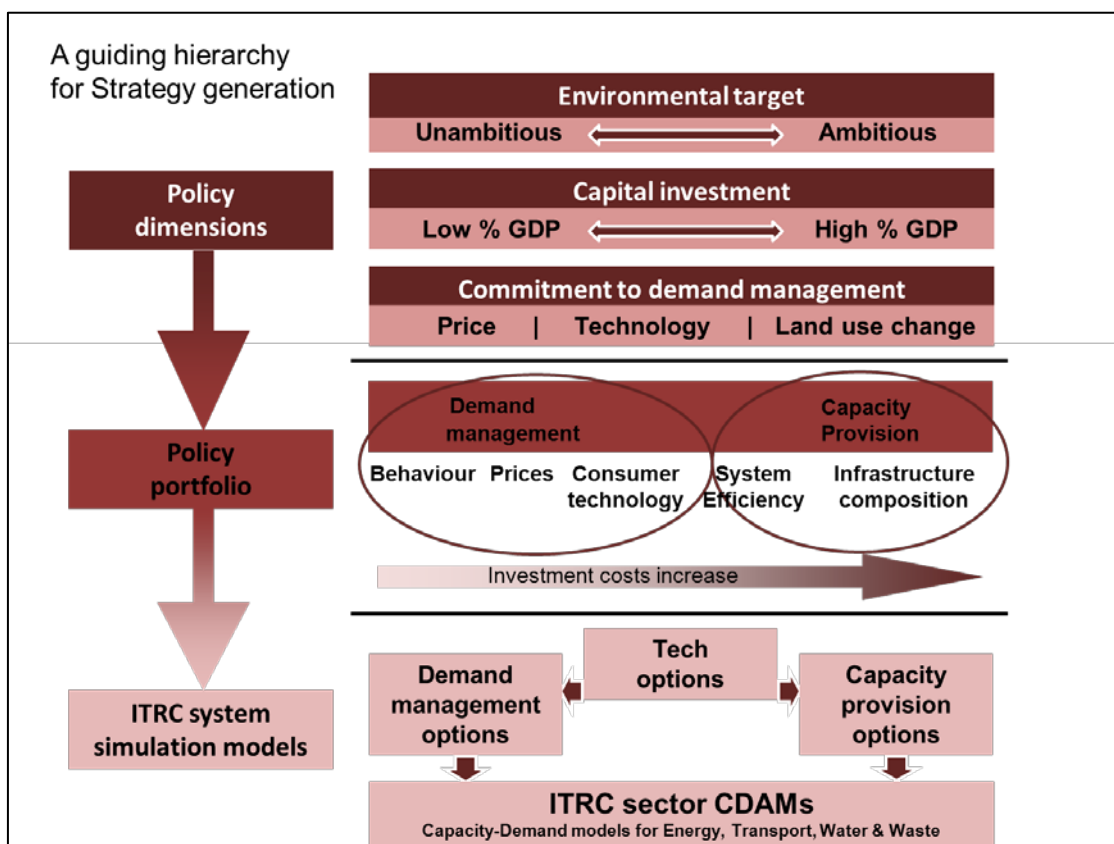 A guiding hierarchy
for Strategy generation
Environmental target
Unambitious Ambitious
Policy
dimensions
Capital investment
Low % GDP High % GDP
Commitment to demand management
Price | Technology | Land use change
Policy
portfolio
Demand
management
Capacity
Provision
Behaviour Prices Consumer
technology
System
Efficiency
Infrastructure
composition
Investment costs increase
ITRC system
simulation models
Tech
options
Demand
management
options
Capacity
provision
options
ITRC sector CDAMs
Capacity-Demand models for Energy, Transport, Water & Waste